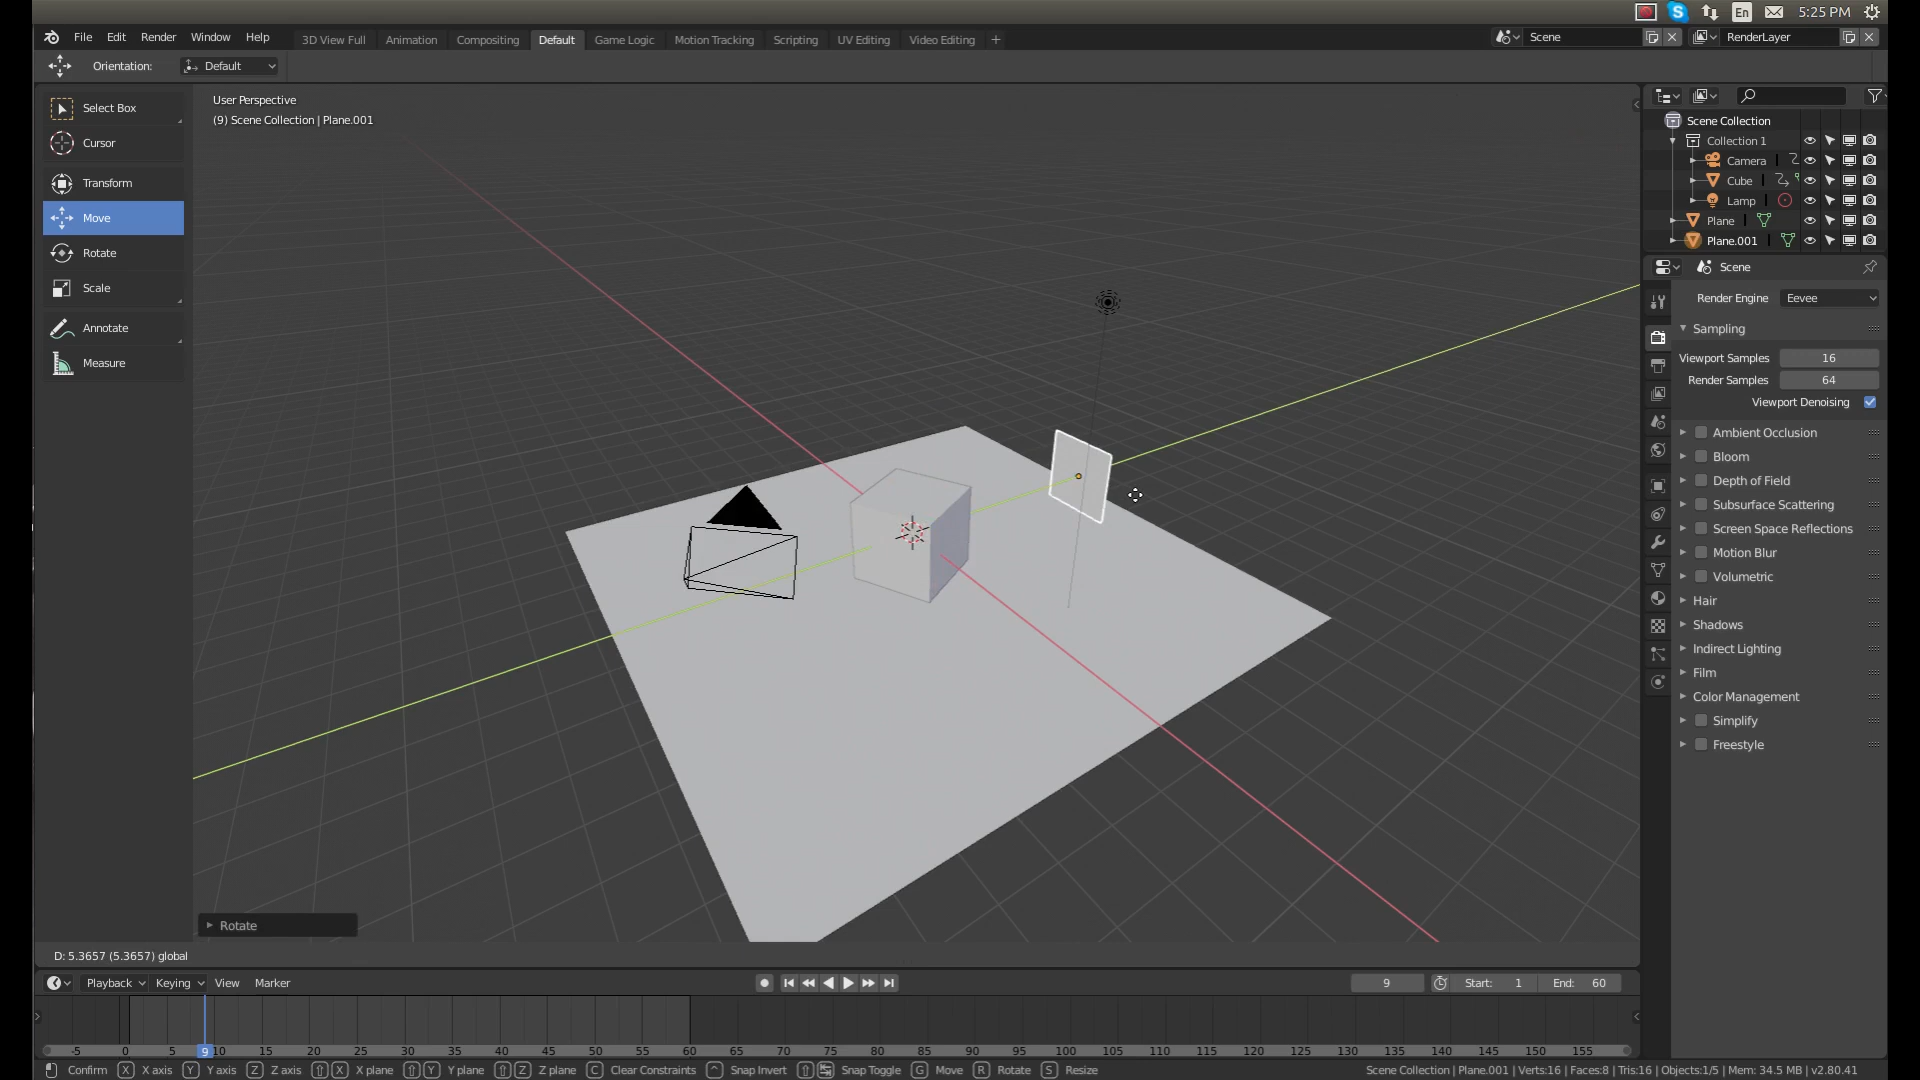 En 5:25 PM
File Edit Render Window Help 3D View Full Animation Compositing Default Game Logic Motion Tracking Scripting UV Editing Video Editing + Scene RenderLayer
Orientation: Default
Select Box
Cursor
Transform
Move
Rotate
Scale
Annotate
Measure
User Perspective
(9) Scene Collection | Plane.001
Rotate
D: 5.3657 (5.3657) global
Scene Collection
Collection 1
Camera
Cube
Lamp
Plane
Plane.001
Scene
Render Engine Eevee
Sampling
Viewport Samples 16
Render Samples 64
Viewport Denoising
Ambient Occlusion
Bloom
Depth of Field
Subsurface Scattering
Screen Space Reflections
Motion Blur
Volumetric
Hair
Shadows
Indirect Lighting
Film
Color Management
Simplify
Freestyle
Playback Keying View Marker 9 Start: 1 End: 60
-5 0 5 9 10 15 20 25 30 35 40 45 50 55 60 65 70 75 80 85 90 95 100 105 110 115 120 125 130 135 140 145 150 155
Confirm X X axis Y Y axis Z Z axis X X plane Y Y plane Z Z plane C Clear Constraints Snap Invert Snap Toggle G Move R Rotate S Resize Scene Collection | Plane.001 | Verts:16 | Faces:8 | Tris:16 | Objects:1/5 | Mem: 34.5 MB | v2.80.41